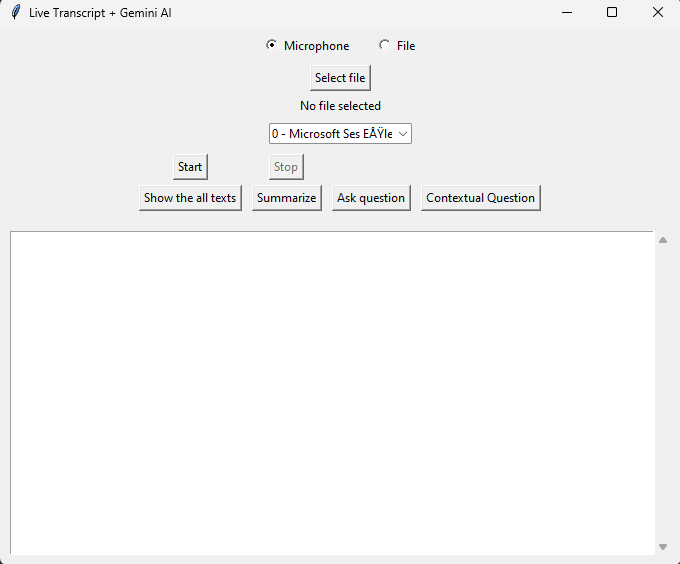 Live Transcript + Gemini AI
Microphone File
Select file
No file selected
0 - Microsoft Ses EÅŸle
Start Stop
Show the all texts Summarize Ask question Contextual Question